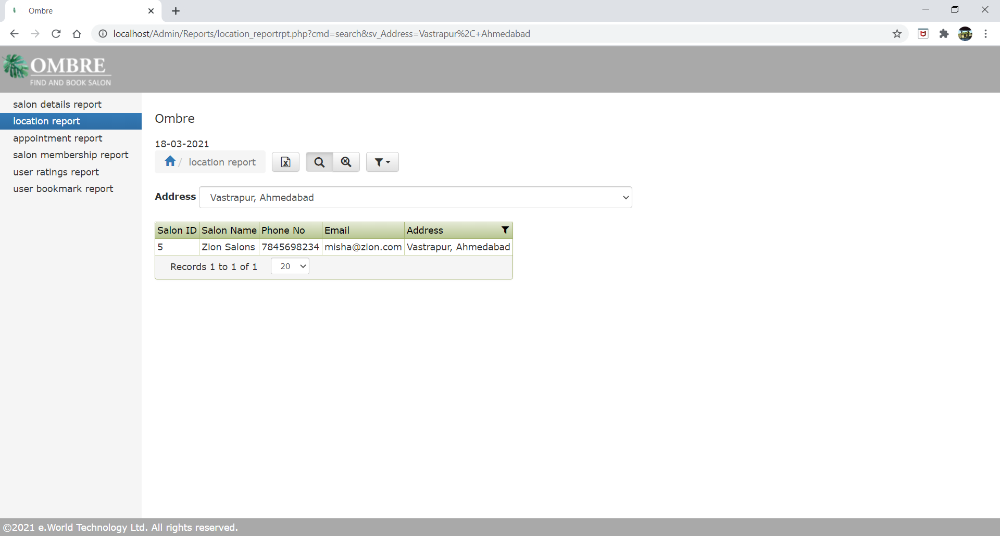 Ombre
localhost/Admin/Reports/location_reportrpt.php?cmd=search&sv_Address=Vastrapur%2C+Ahmedabad
OMBRE
FIND AND BOOK SALON
salon details report
location report
appointment report
salon membership report
user ratings report
user bookmark report
Ombre
18-03-2021
/ location report
Address Vastrapur, Ahmedabad
Salon ID Salon Name Phone No Email Address
5 Zion Salons 7845698234 misha@zion.com Vastrapur, Ahmedabad
Records 1 to 1 of 1 20
©2021 e.World Technology Ltd. All rights reserved.